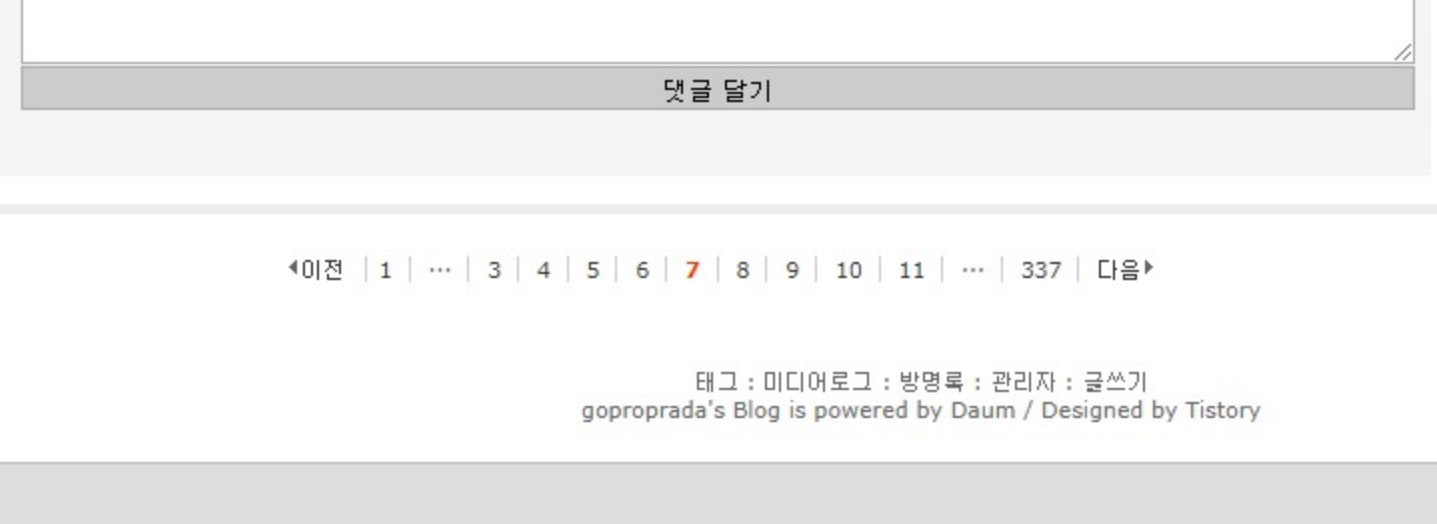 댓글 달기
이전 | 1 | ... | 3 | 4 | 5 | 6 | 7 | 8 | 9 | 10 | 11 | ... | 337 | 다음
태그 : 미디어로그 : 방명록 : 관리자 : 글쓰기
goproprada's Blog is powered by Daum / Designed by Tistory